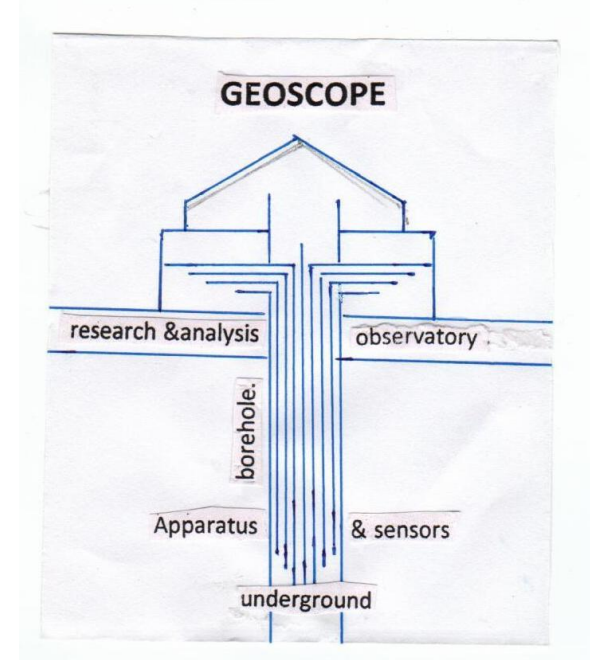 GEOSCOPE
research &analysis
observatory
borehole.
Apparatus
& sensors
underground